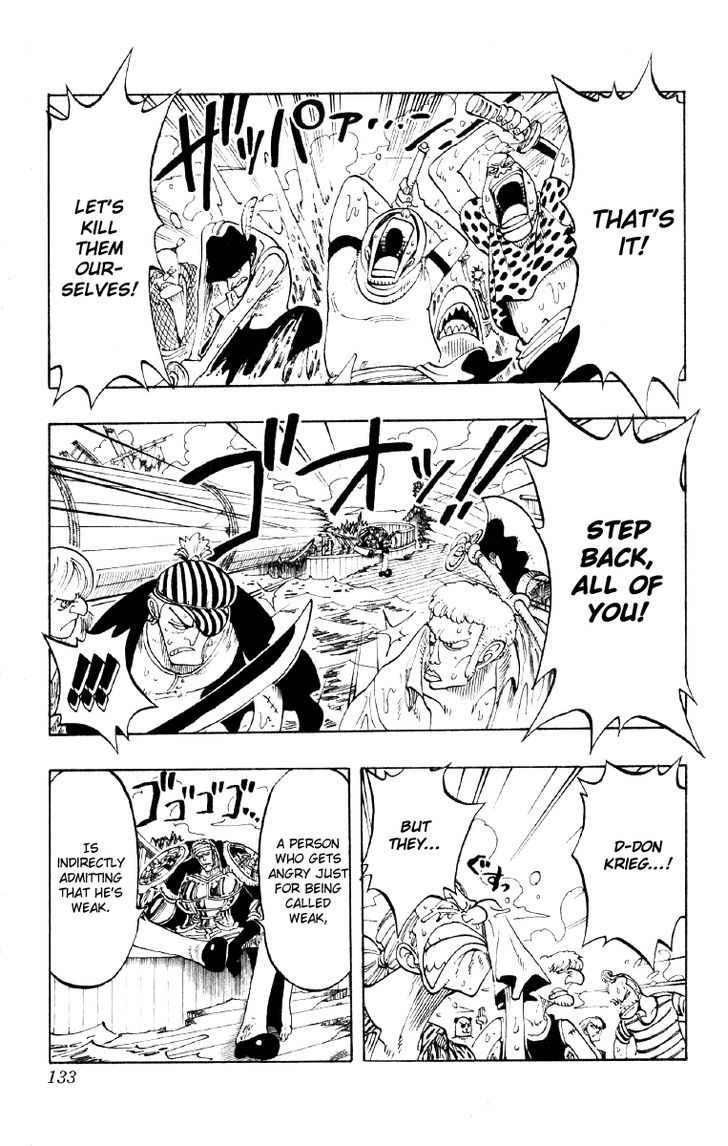 THAT'S
IT!
LET'S
KILL
THEM
OUR-
SELVES!
ザッパァ...ン
STEP
BACK,
ALL OF
YOU!
ゴオッ!!
!!!
D-DON
KRIEG...!
BUT
THEY...
ぐすっ
A PERSON
WHO GETS
ANGRY JUST
FOR BEING
CALLED
WEAK,
ゴゴゴゴ...
IS
INDIRECTLY
ADMITTING
THAT HE'S
WEAK.
133